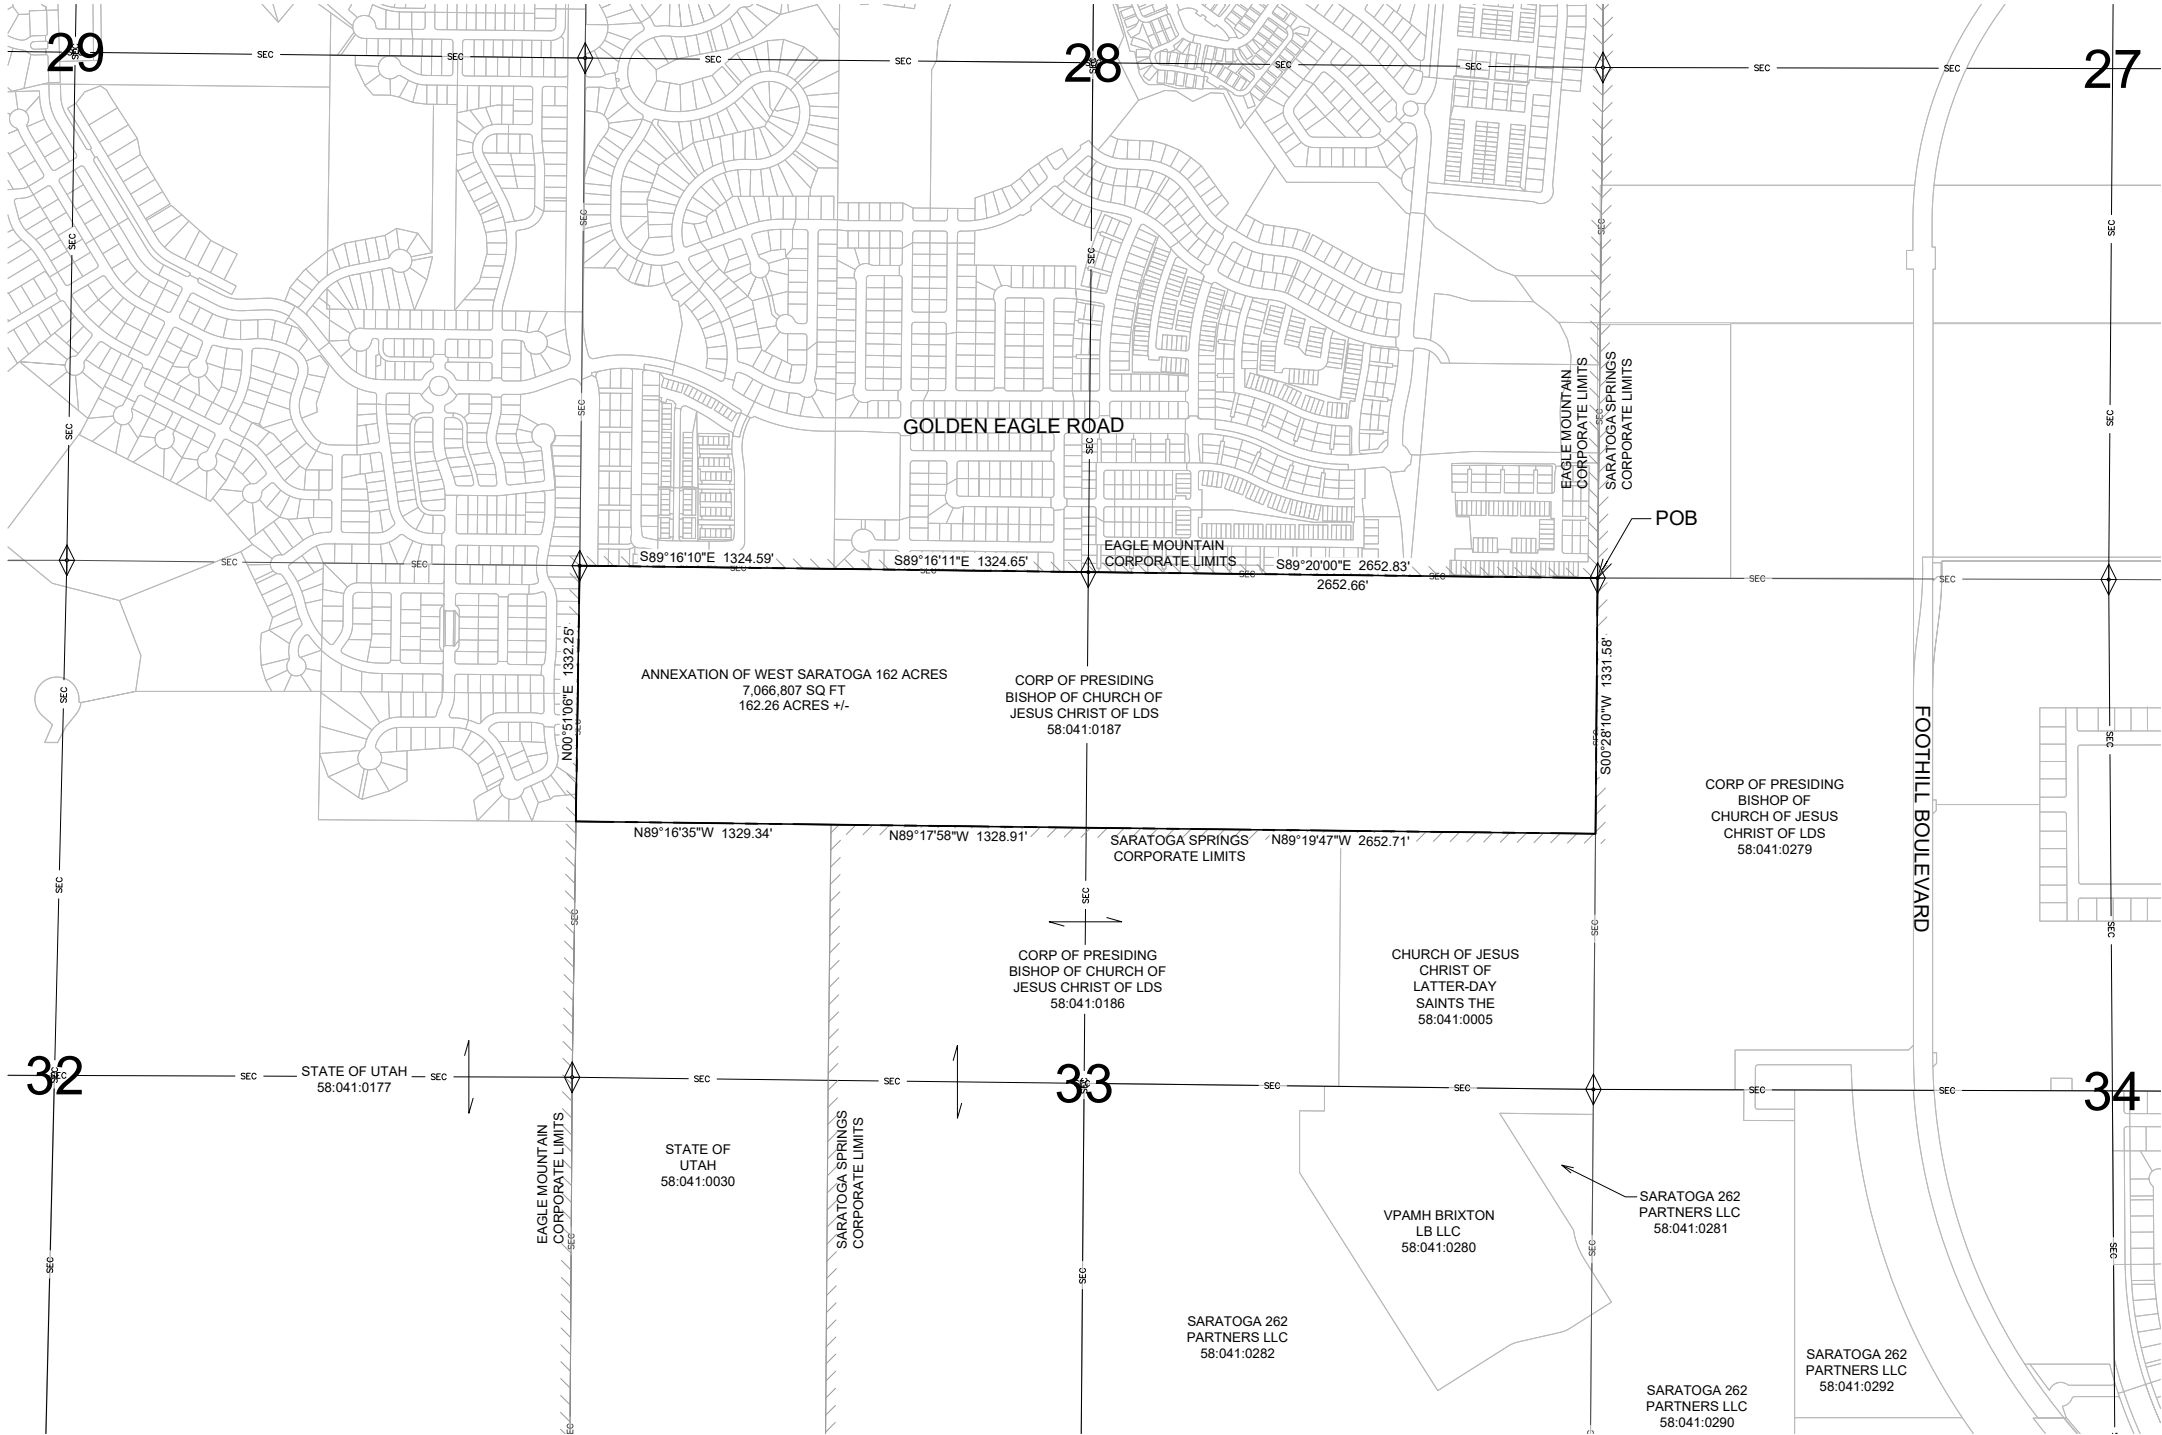 29
28
27
GOLDEN EAGLE ROAD
EAGLE MOUNTAIN
CORPORATE LIMITS
SARATOGA SPRINGS
CORPORATE LIMITS
POB
S89°16'10"E 1324.59'
S89°16'11"E 1324.65'
EAGLE MOUNTAIN
CORPORATE LIMITS
S89°20'00"E 2652.83'
2652.66'
N00°51'06"E 1332.25'
ANNEXATION OF WEST SARATOGA 162 ACRES
7,066,807 SQ FT
162.26 ACRES +/-
CORP OF PRESIDING
BISHOP OF CHURCH OF
JESUS CHRIST OF LDS
58:041:0187
S00°28'10"W 1331.58'
FOOTHILL BOULEVARD
CORP OF PRESIDING
BISHOP OF
CHURCH OF JESUS
CHRIST OF LDS
58:041:0279
N89°16'35"W 1329.34'
N89°17'58"W 1328.91'
SARATOGA SPRINGS
CORPORATE LIMITS
N89°19'47"W 2652.71'
CORP OF PRESIDING
BISHOP OF CHURCH OF
JESUS CHRIST OF LDS
58:041:0186
CHURCH OF JESUS
CHRIST OF
LATTER-DAY
SAINTS THE
58:041:0005
32
STATE OF UTAH
58:041:0177
33
34
EAGLE MOUNTAIN
CORPORATE LIMITS
STATE OF
UTAH
58:041:0030
SARATOGA SPRINGS
CORPORATE LIMITS
VPAMH BRIXTON
LB LLC
58:041:0280
SARATOGA 262
PARTNERS LLC
58:041:0281
SARATOGA 262
PARTNERS LLC
58:041:0282
SARATOGA 262
PARTNERS LLC
58:041:0292
SARATOGA 262
PARTNERS LLC
58:041:0290
SEC